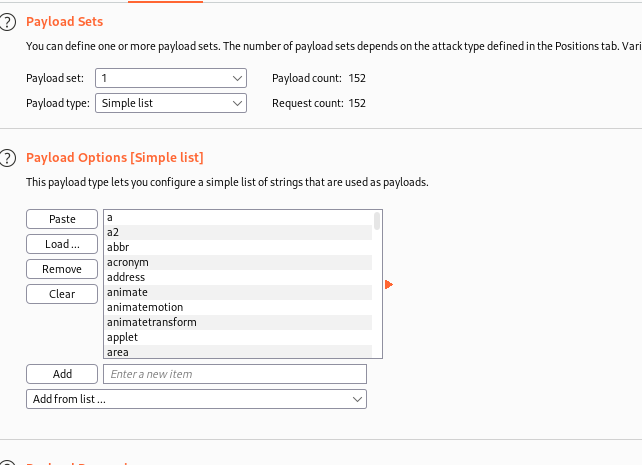 Payload Sets
You can define one or more payload sets. The number of payload sets depends on the attack type defined in the Positions tab. Vari
Payload set: 1 Payload count: 152
Payload type: Simple list Request count: 152
Payload Options [Simple list]
This payload type lets you configure a simple list of strings that are used as payloads.
Paste
Load ...
Remove
Clear
a
a2
abbr
acronym
address
animate
animatemotion
animatetransform
applet
area
Add Enter a new item
Add from list ...